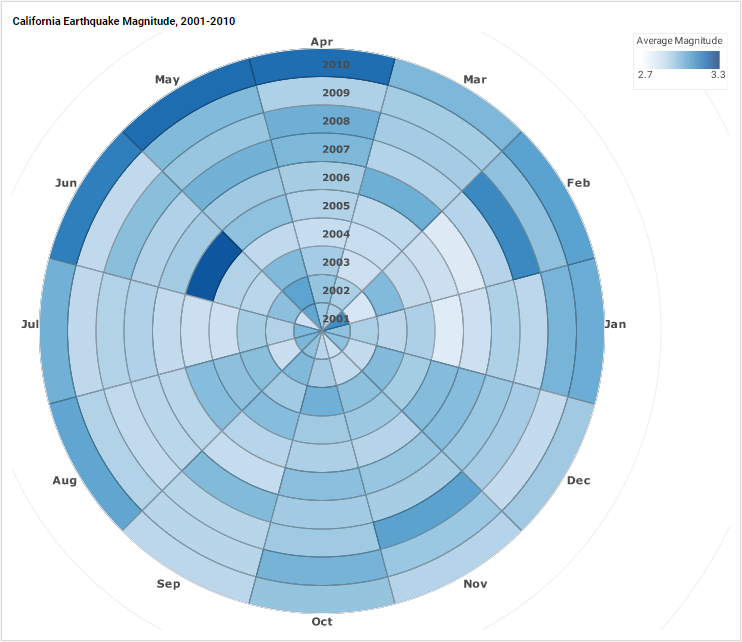 California Earthquake Magnitude, 2001-2010
Average Magnitude
2.7 3.3
Apr
May
Mar
Jun
Feb
Jul
Jan
Aug
Dec
Sep
Nov
Oct
2010
2009
2008
2007
2006
2005
2004
2003
2002
2001